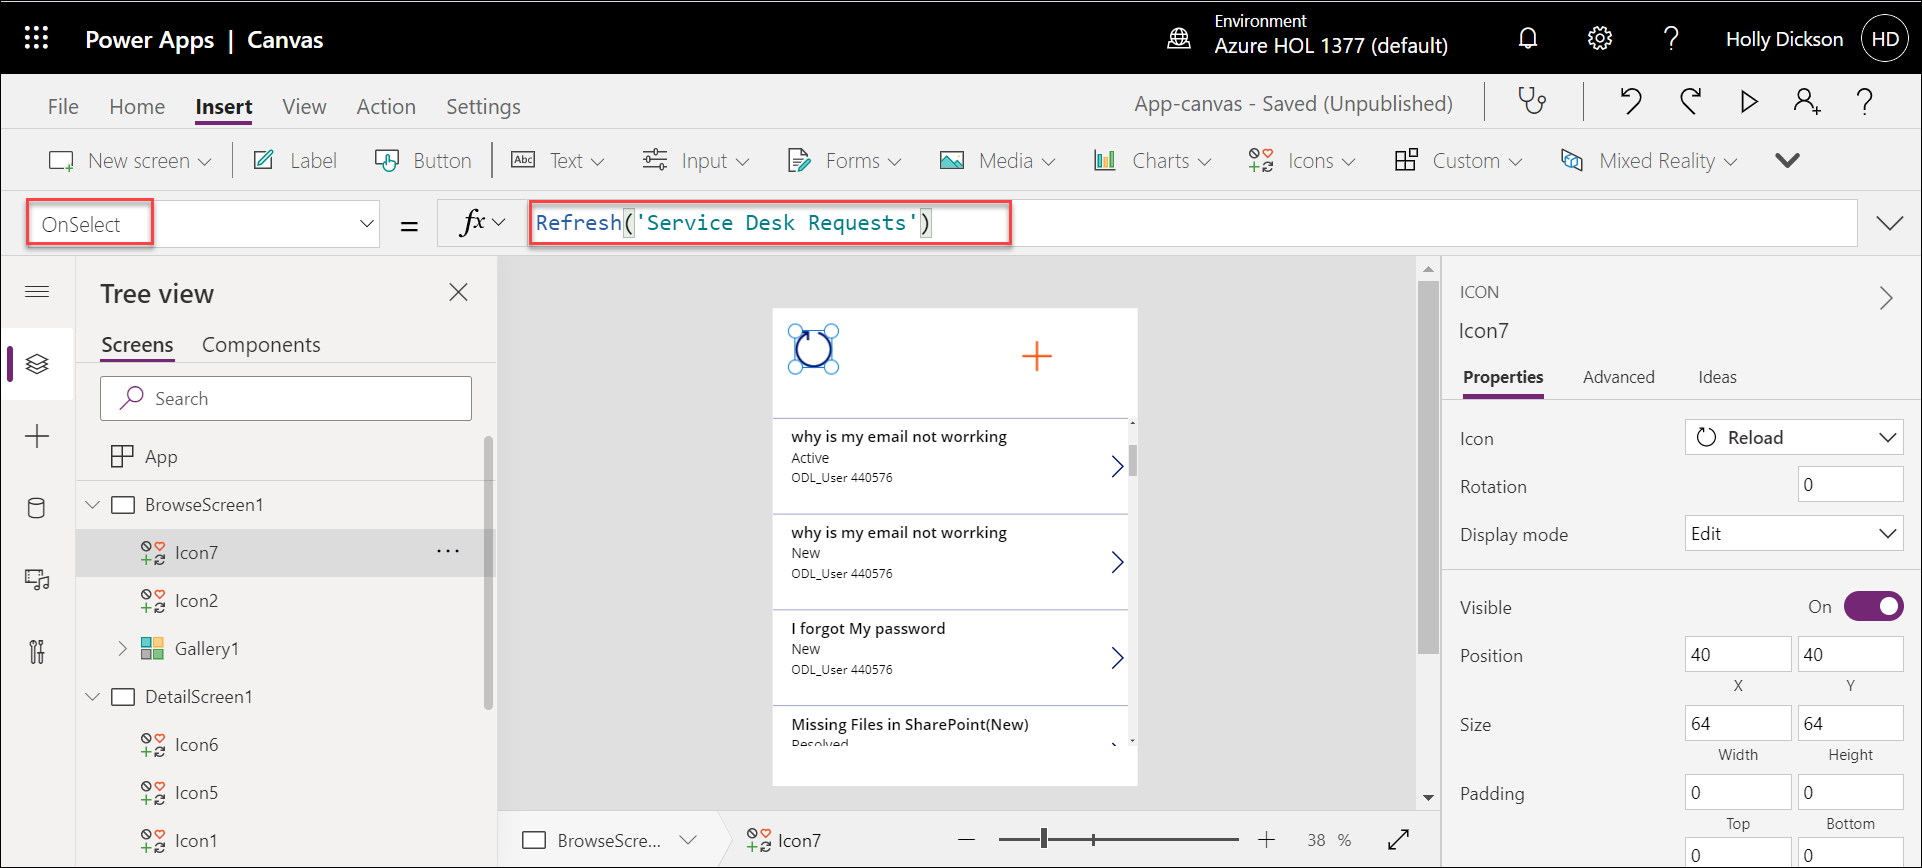 Power Apps | Canvas
Environment
Azure HOL 1377 (default)
Holly Dickson
HD
File Home Insert View Action Settings
App-canvas - Saved (Unpublished)
New screen Label Button Abc Text Input Forms Media Charts Icons Custom Mixed Reality
OnSelect = fx Refresh('Service Desk Requests')
Tree view
Screens Components
Search
App
BrowseScreen1
Icon7 ...
Icon2
Gallery1
DetailScreen1
Icon6
Icon5
Icon1
why is my email not worrking
Active
ODL_User 440576
why is my email not worrking
New
ODL_User 440576
I forgot My password
New
ODL_User 440576
Missing Files in SharePoint(New)
Resolved
BrowseScre... Icon7
38 %
ICON
Icon7
Properties Advanced Ideas
Icon Reload
Rotation 0
Display mode Edit
Visible On
Position 40 40
X Y
Size 64 64
Width Height
Padding 0 0
Top Bottom
0 0